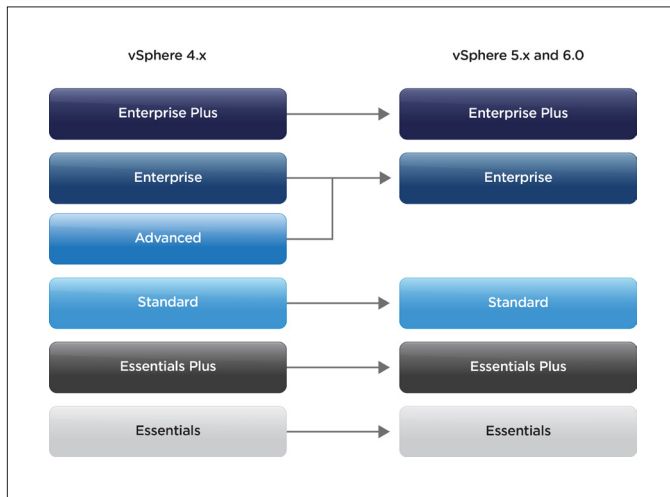 vSphere 4.x
vSphere 5.x and 6.0
Enterprise Plus
Enterprise Plus
Enterprise
Enterprise
Advanced
Standard
Standard
Essentials Plus
Essentials Plus
Essentials
Essentials